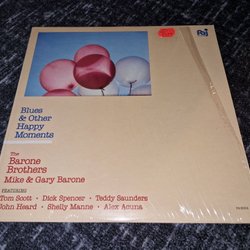 Blues
& Other
Happy
Moments
The
Barone
Brothers
Mike & Gary Barone
FEATURING
Tom Scott • Dick Spencer • Teddy Saunders
John Heard • Shelly Manne • Alex Acuna